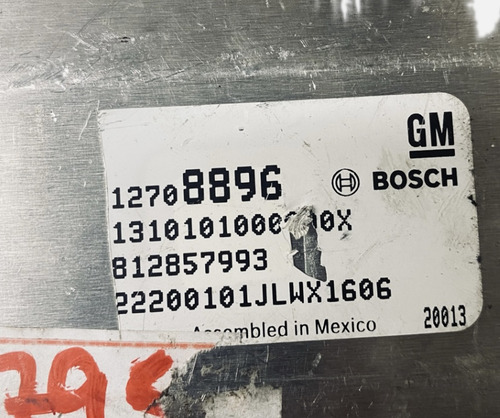 GM
12708896
BOSCH
812857993
22200101JLWX1606
Assembled in Mexico
20013